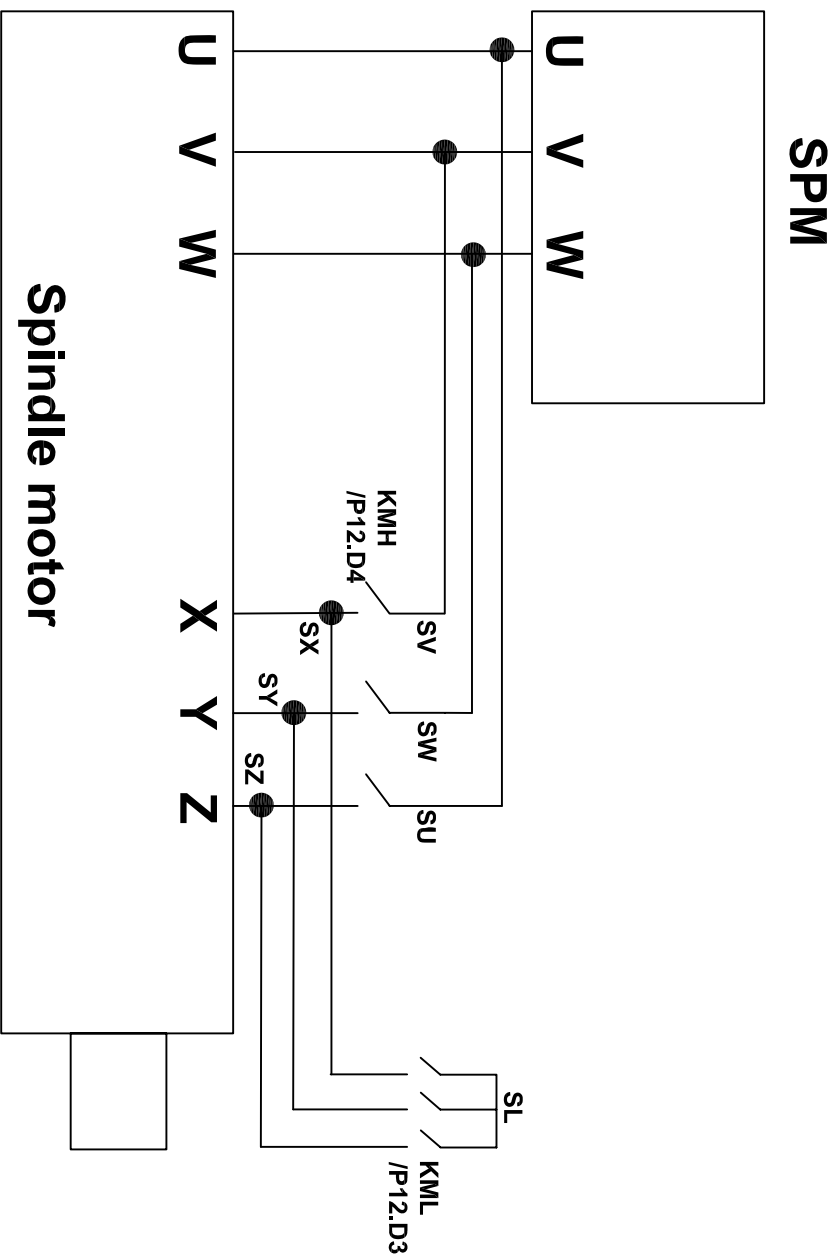 SPM
U
V
W
U
V
W
KMH
/P12.D4
SV
SX
SW
SY
SU
SZ
X
Y
Z
Spindle motor
SL
KML
/P12.D3